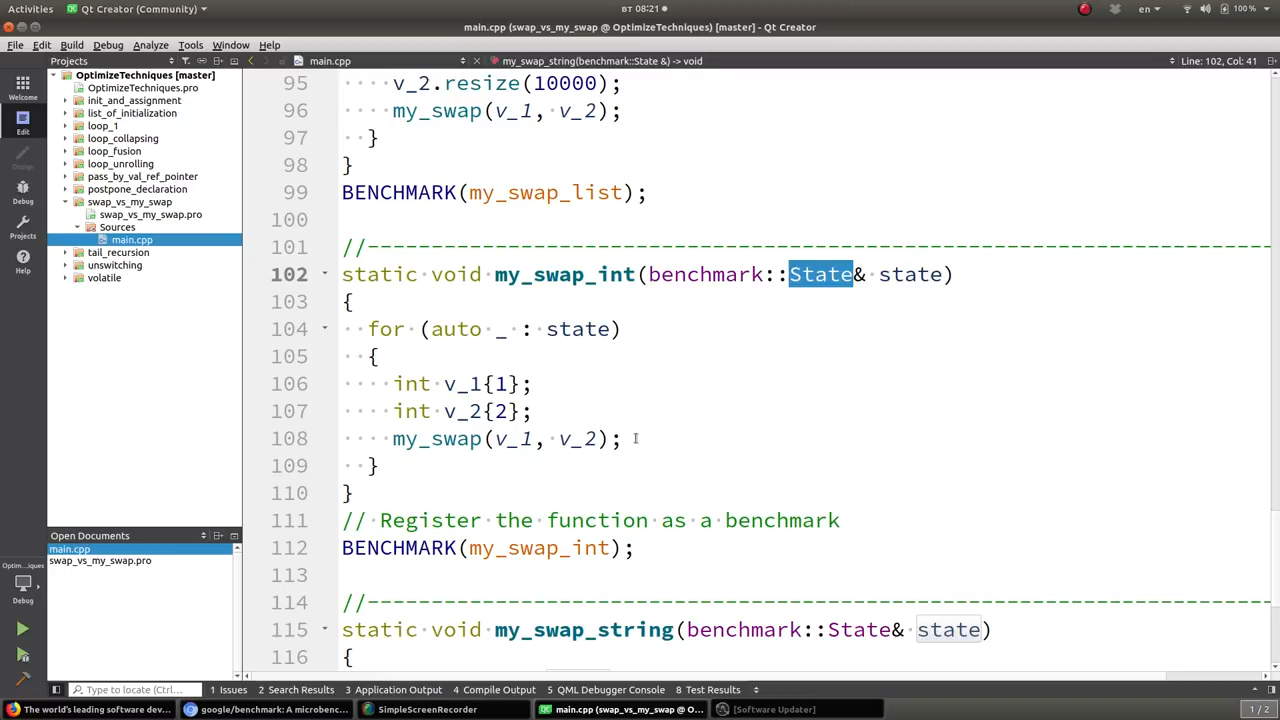 Activities Qt Creator (Community) вт 08:21 en 100 %
main.cpp (swap_vs_my_swap @ OptimizeTechniques) [master] - Qt Creator
File Edit Build Debug Analyze Tools Window Help
Projects main.cpp my_swap_string(benchmark::State &) -> void Line: 102, Col: 41
OptimizeTechniques [master]
OptimizeTechniques.pro
init_and_assignment
list_of_initialization
loop_1
loop_collapsing
loop_fusion
loop_unrolling
pass_by_val_ref_pointer
postpone_declaration
swap_vs_my_swap
swap_vs_my_swap.pro
Sources
main.cpp
tail_recursion
unswitching
volatile
Welcome
Edit
Design
Debug
Projects
Help
95 v_2.resize(10000);
96 my_swap(v_1, v_2);
97 }
98 }
99 BENCHMARK(my_swap_list);
100
101 //-----------------------------------------------------------------------
102 static void my_swap_int(benchmark::State& state)
103 {
104 for (auto _ : state)
105 {
106 int v_1{1};
107 int v_2{2};
108 my_swap(v_1, v_2);
109 }
110 }
111 // Register the function as a benchmark
112 BENCHMARK(my_swap_int);
113
114 //-----------------------------------------------------------------------
115 static void my_swap_string(benchmark::State& state)
116 {
Open Documents
main.cpp
swap_vs_my_swap.pro
Optim...iques
Debug
Type to locate (Ctrl... 1 Issues 2 Search Results 3 Application Output 4 Compile Output 5 QML Debugger Console 8 Test Results
The world's leading software dev... google/benchmark: A microbenc... SimpleScreenRecorder main.cpp (swap_vs_my_swap @ O... [Software Updater] 1 / 2